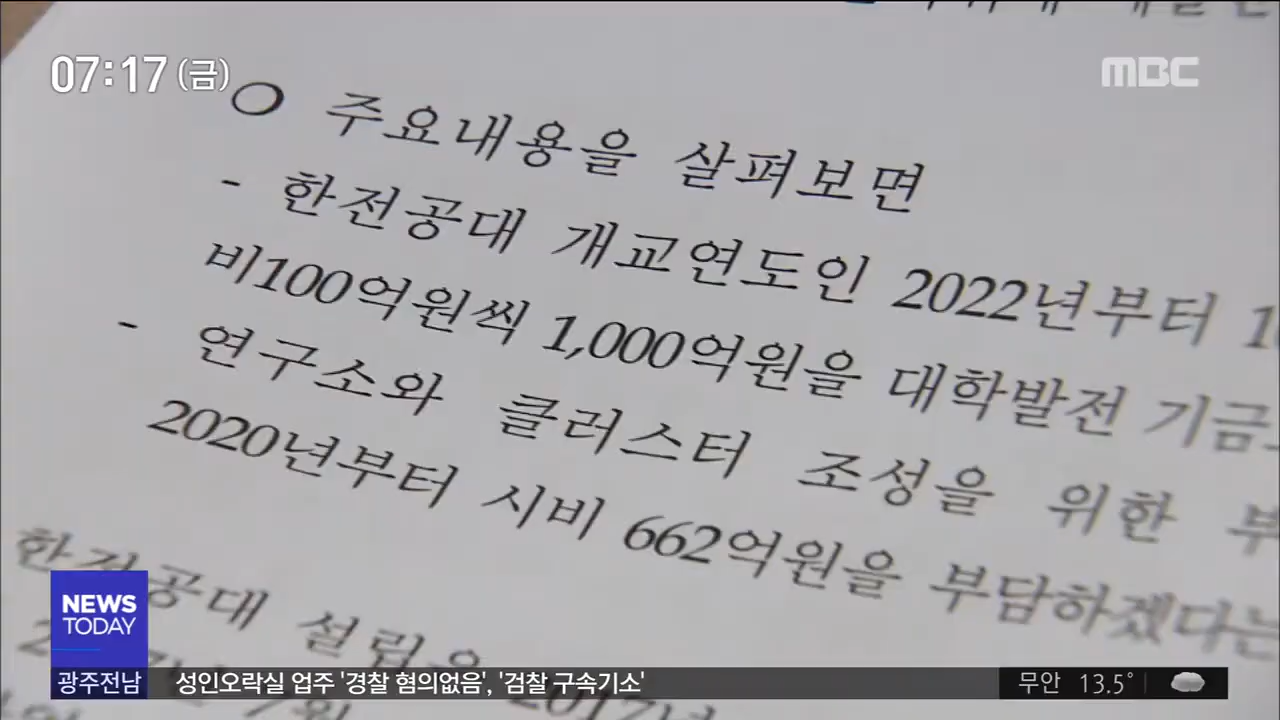 07:17 (금)
MBC
○ 주요내용을 살펴보면
- 한전공대 개교연도인 2022년부터
비100억원씩 1,000억원을 대학발전 기금
- 연구소와 클러스터 조성을 위한
2020년부터 시비 662억원을 부담하겠다는
한전공대 설립은 2017년
NEWS
TODAY
광주전남 성인오락실 업주 '경찰 혐의없음', '검찰 구속기소' 무안 13.5°